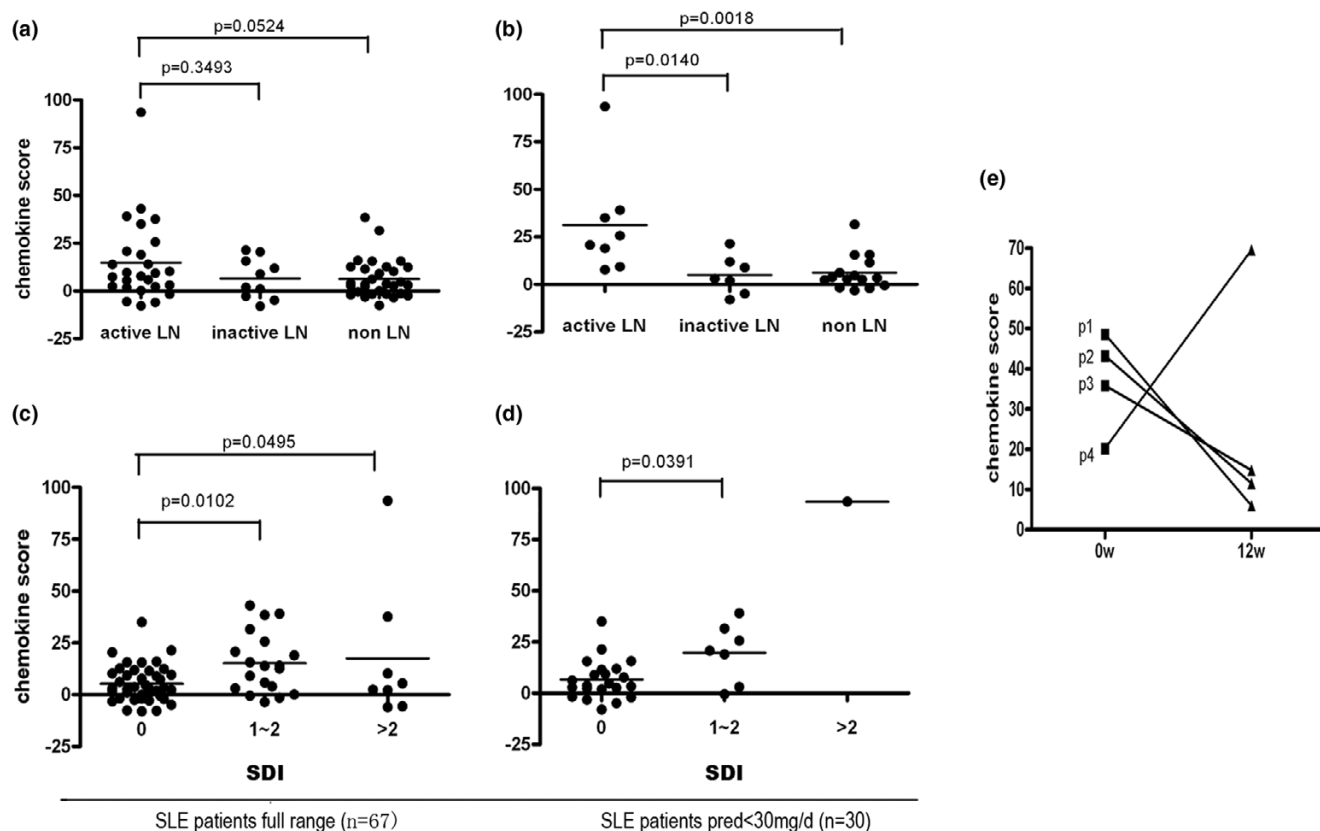 (a)
p=0.0524
p=0.3493
chemokine score
100
75
50
25
0
-25
active LN inactive LN non LN
(b)
p=0.0018
p=0.0140
100
75
50
25
0
-25
active LN inactive LN non LN
(c)
p=0.0495
p=0.0102
chemokine score
100
75
50
25
0
-25
0 1~2 >2
SDI
SLE patients full range (n=67)
(d)
p=0.0391
100
75
50
25
0
-25
0 1~2 >2
SDI
SLE patients pred<30mg/d (n=30)
(e)
chemokine score
70
60
50
40
30
20
10
0
p1
p2
p3
p4
0w 12w